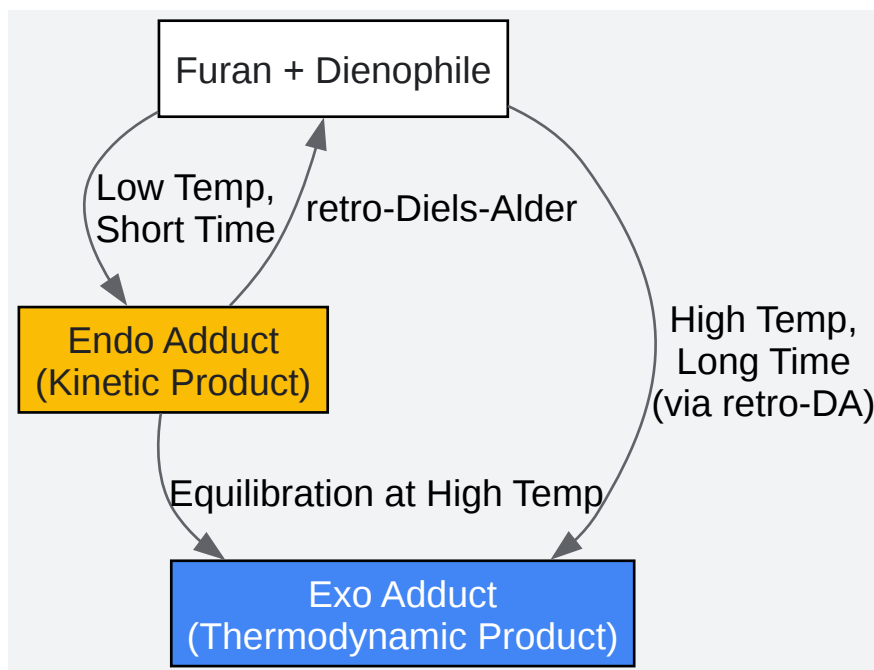 Furan + Dienophile
Low Temp,
Short Time
retro-Diels-Alder
Endo Adduct
(Kinetic Product)
High Temp,
Long Time
(via retro-DA)
Equilibration at High Temp
Exo Adduct
(Thermodynamic Product)